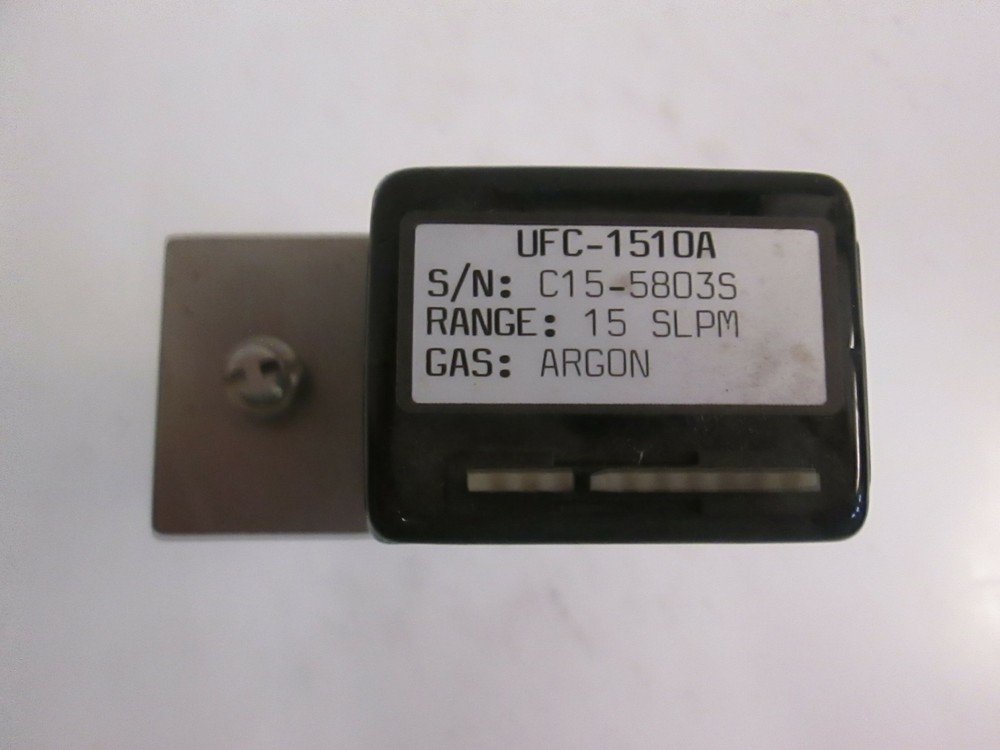 UFC-1510A
S/N: C15-5803S
RANGE: 15 SLPM
GAS: ARGON